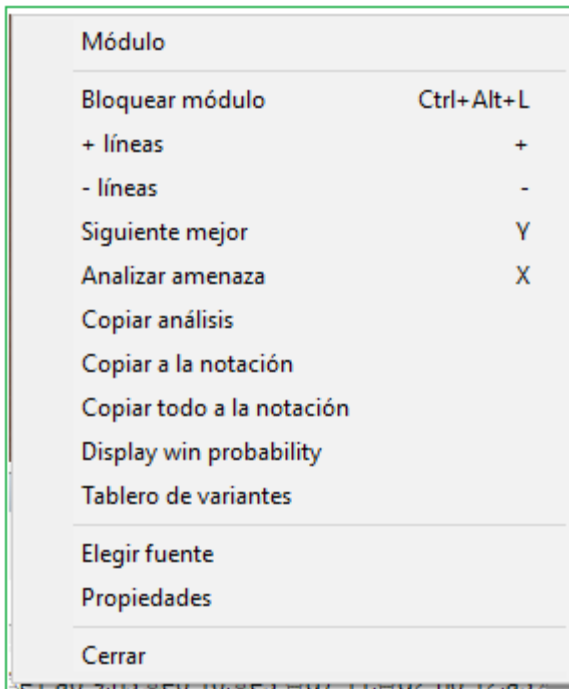 Módulo
Bloquear módulo Ctrl+Alt+L
+ líneas +
- líneas -
Siguiente mejor Y
Analizar amenaza X
Copiar análisis
Copiar a la notación
Copiar todo a la notación
Display win probability
Tablero de variantes
Elegir fuente
Propiedades
Cerrar